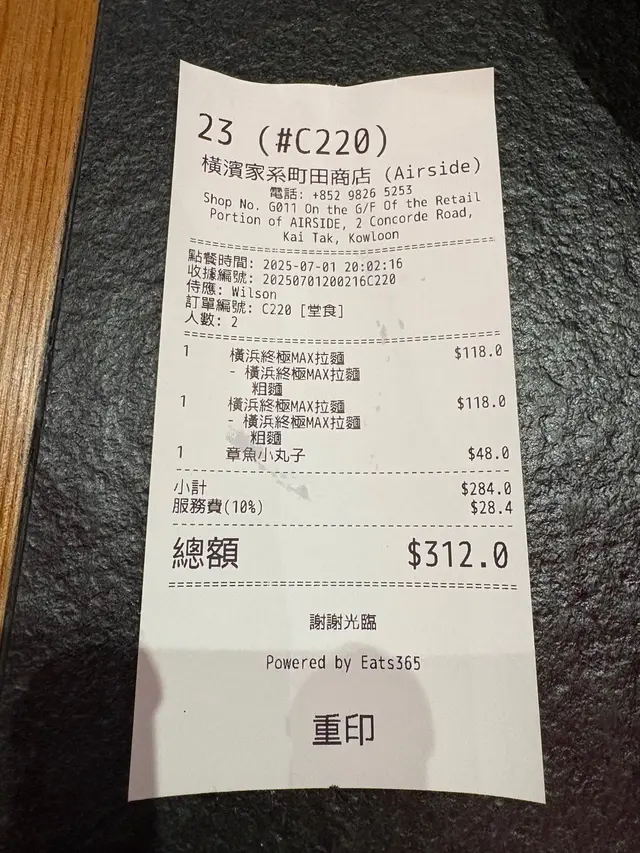 23 (#C220)
橫濱家系町田商店 (Airside)
電話: +852 9826 5253
Shop No. G011 On the G/F Of the Retail
Portion of AIRSIDE, 2 Concorde Road,
Kai Tak, Kowloon
點餐時間: 2025-07-01 20:02:16
收據編號: 20250701200216C220
侍應: Wilson
訂單編號: C220 [堂食]
人數: 2
1 橫浜終極MAX拉麵 $118.0
- 橫浜終極MAX拉麵
粗麵
1 橫浜終極MAX拉麵 $118.0
- 橫浜終極MAX拉麵
粗麵
1 章魚小丸子 $48.0
小計 $284.0
服務費(10%) $28.4
總額 $312.0
謝謝光臨
Powered by Eats365
重印